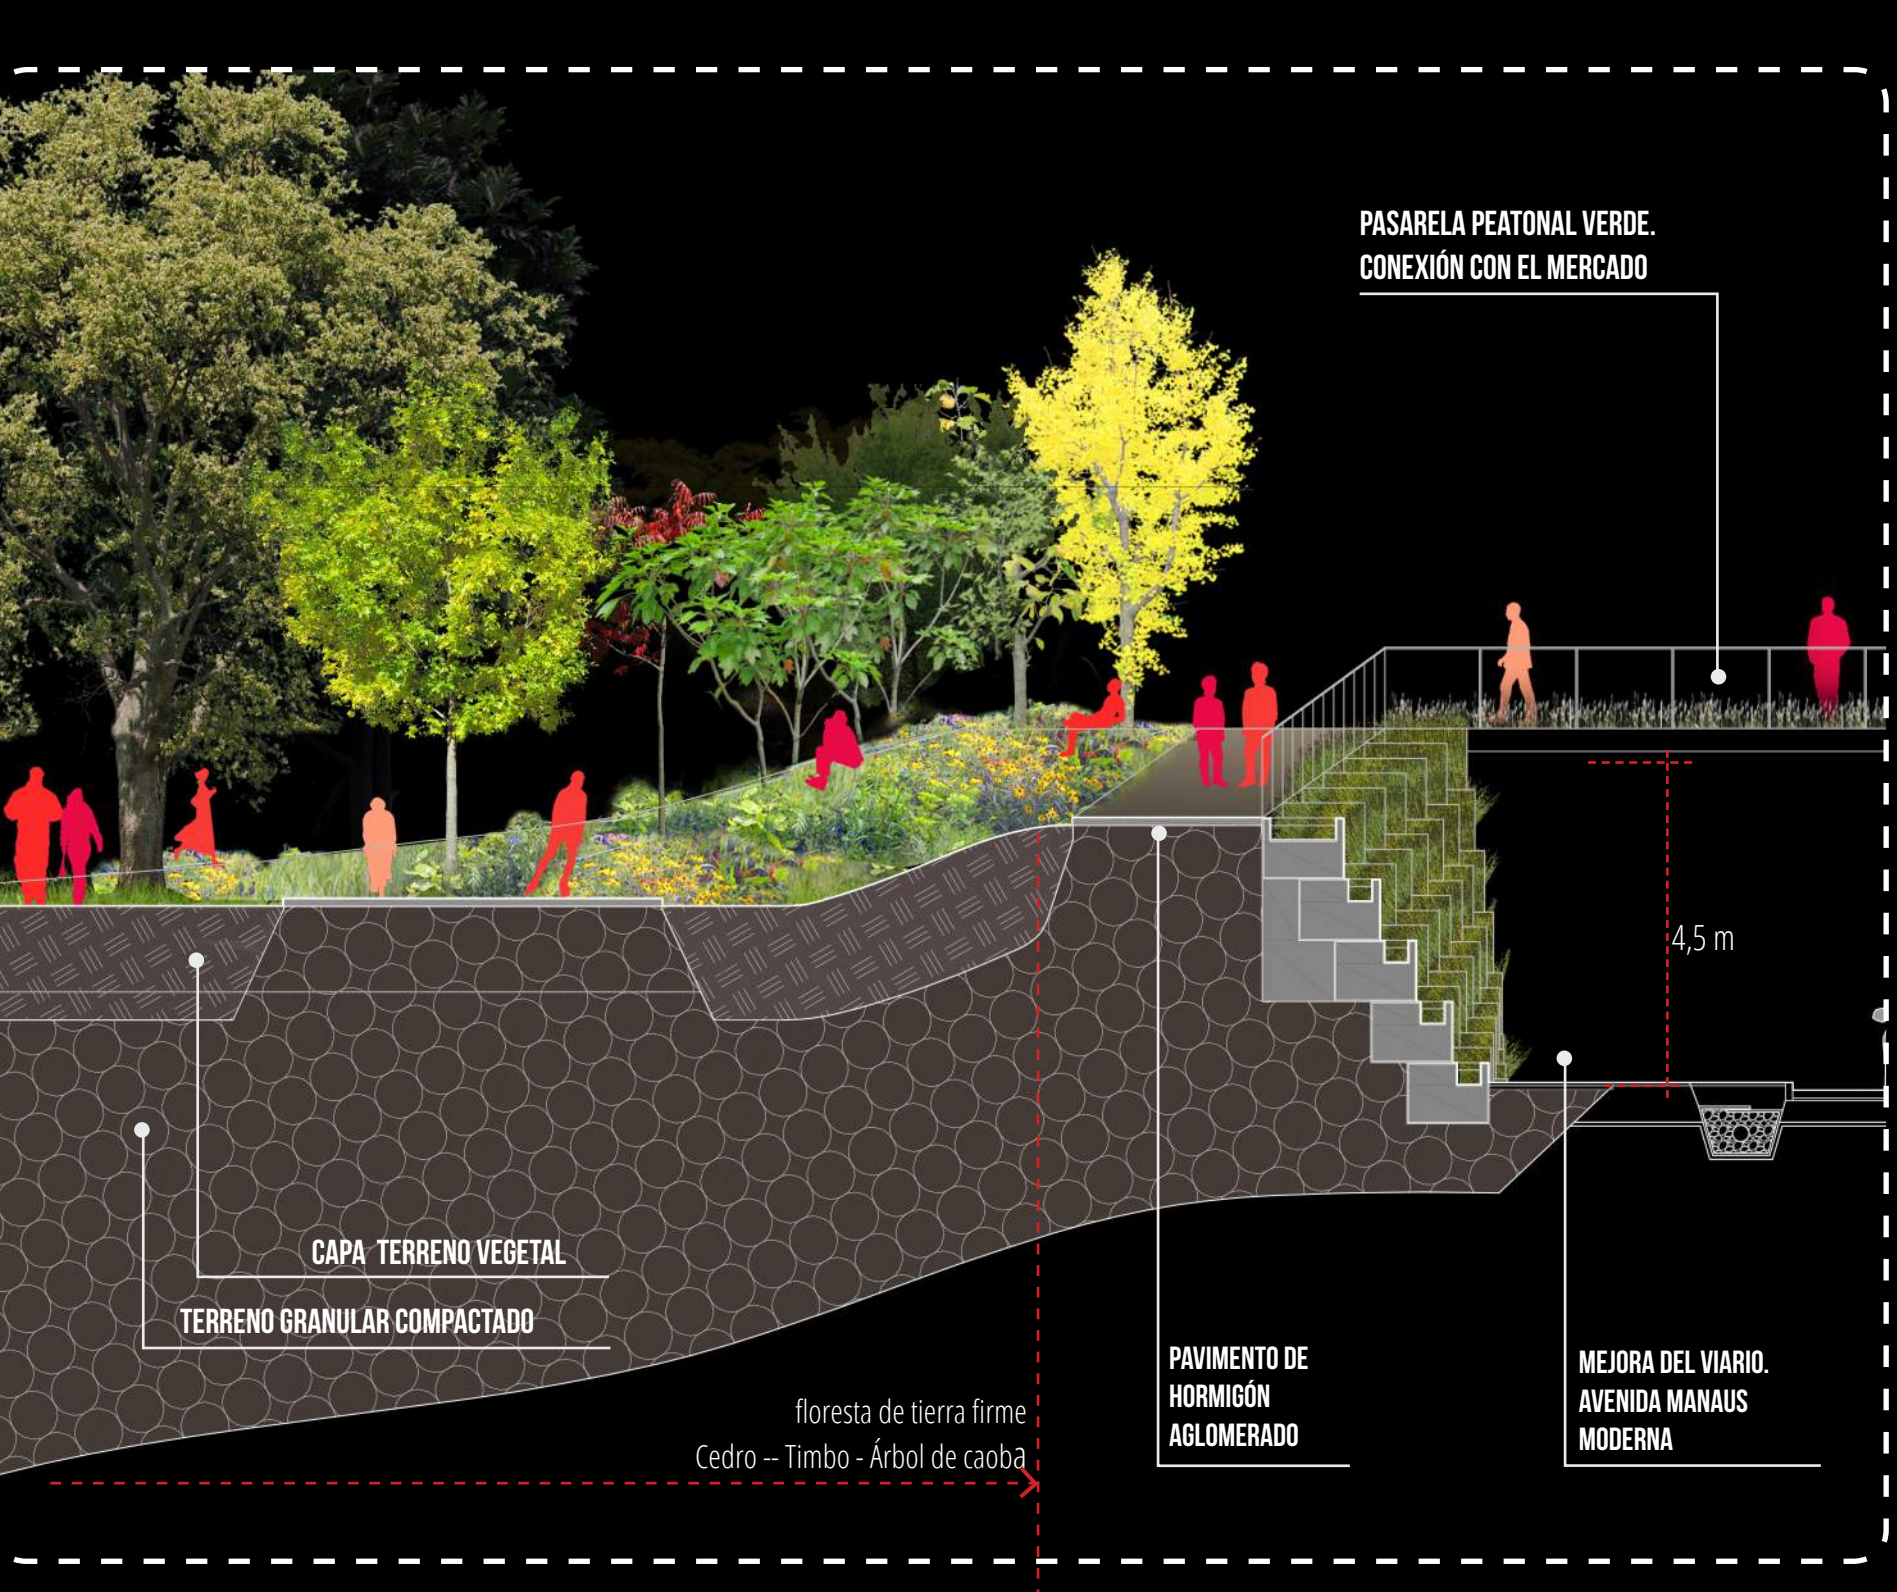 PASARELA PEATONAL VERDE.
CONEXIÓN CON EL MERCADO
4,5 m
CAPA TERRENO VEGETAL
TERRENO GRANULAR COMPACTADO
floresta de tierra firme
Cedro -- Timbo - Árbol de caoba
PAVIMENTO DE
HORMIGÓN
AGLOMERADO
MEJORA DEL VIARIO.
AVENIDA MANAUS
MODERNA